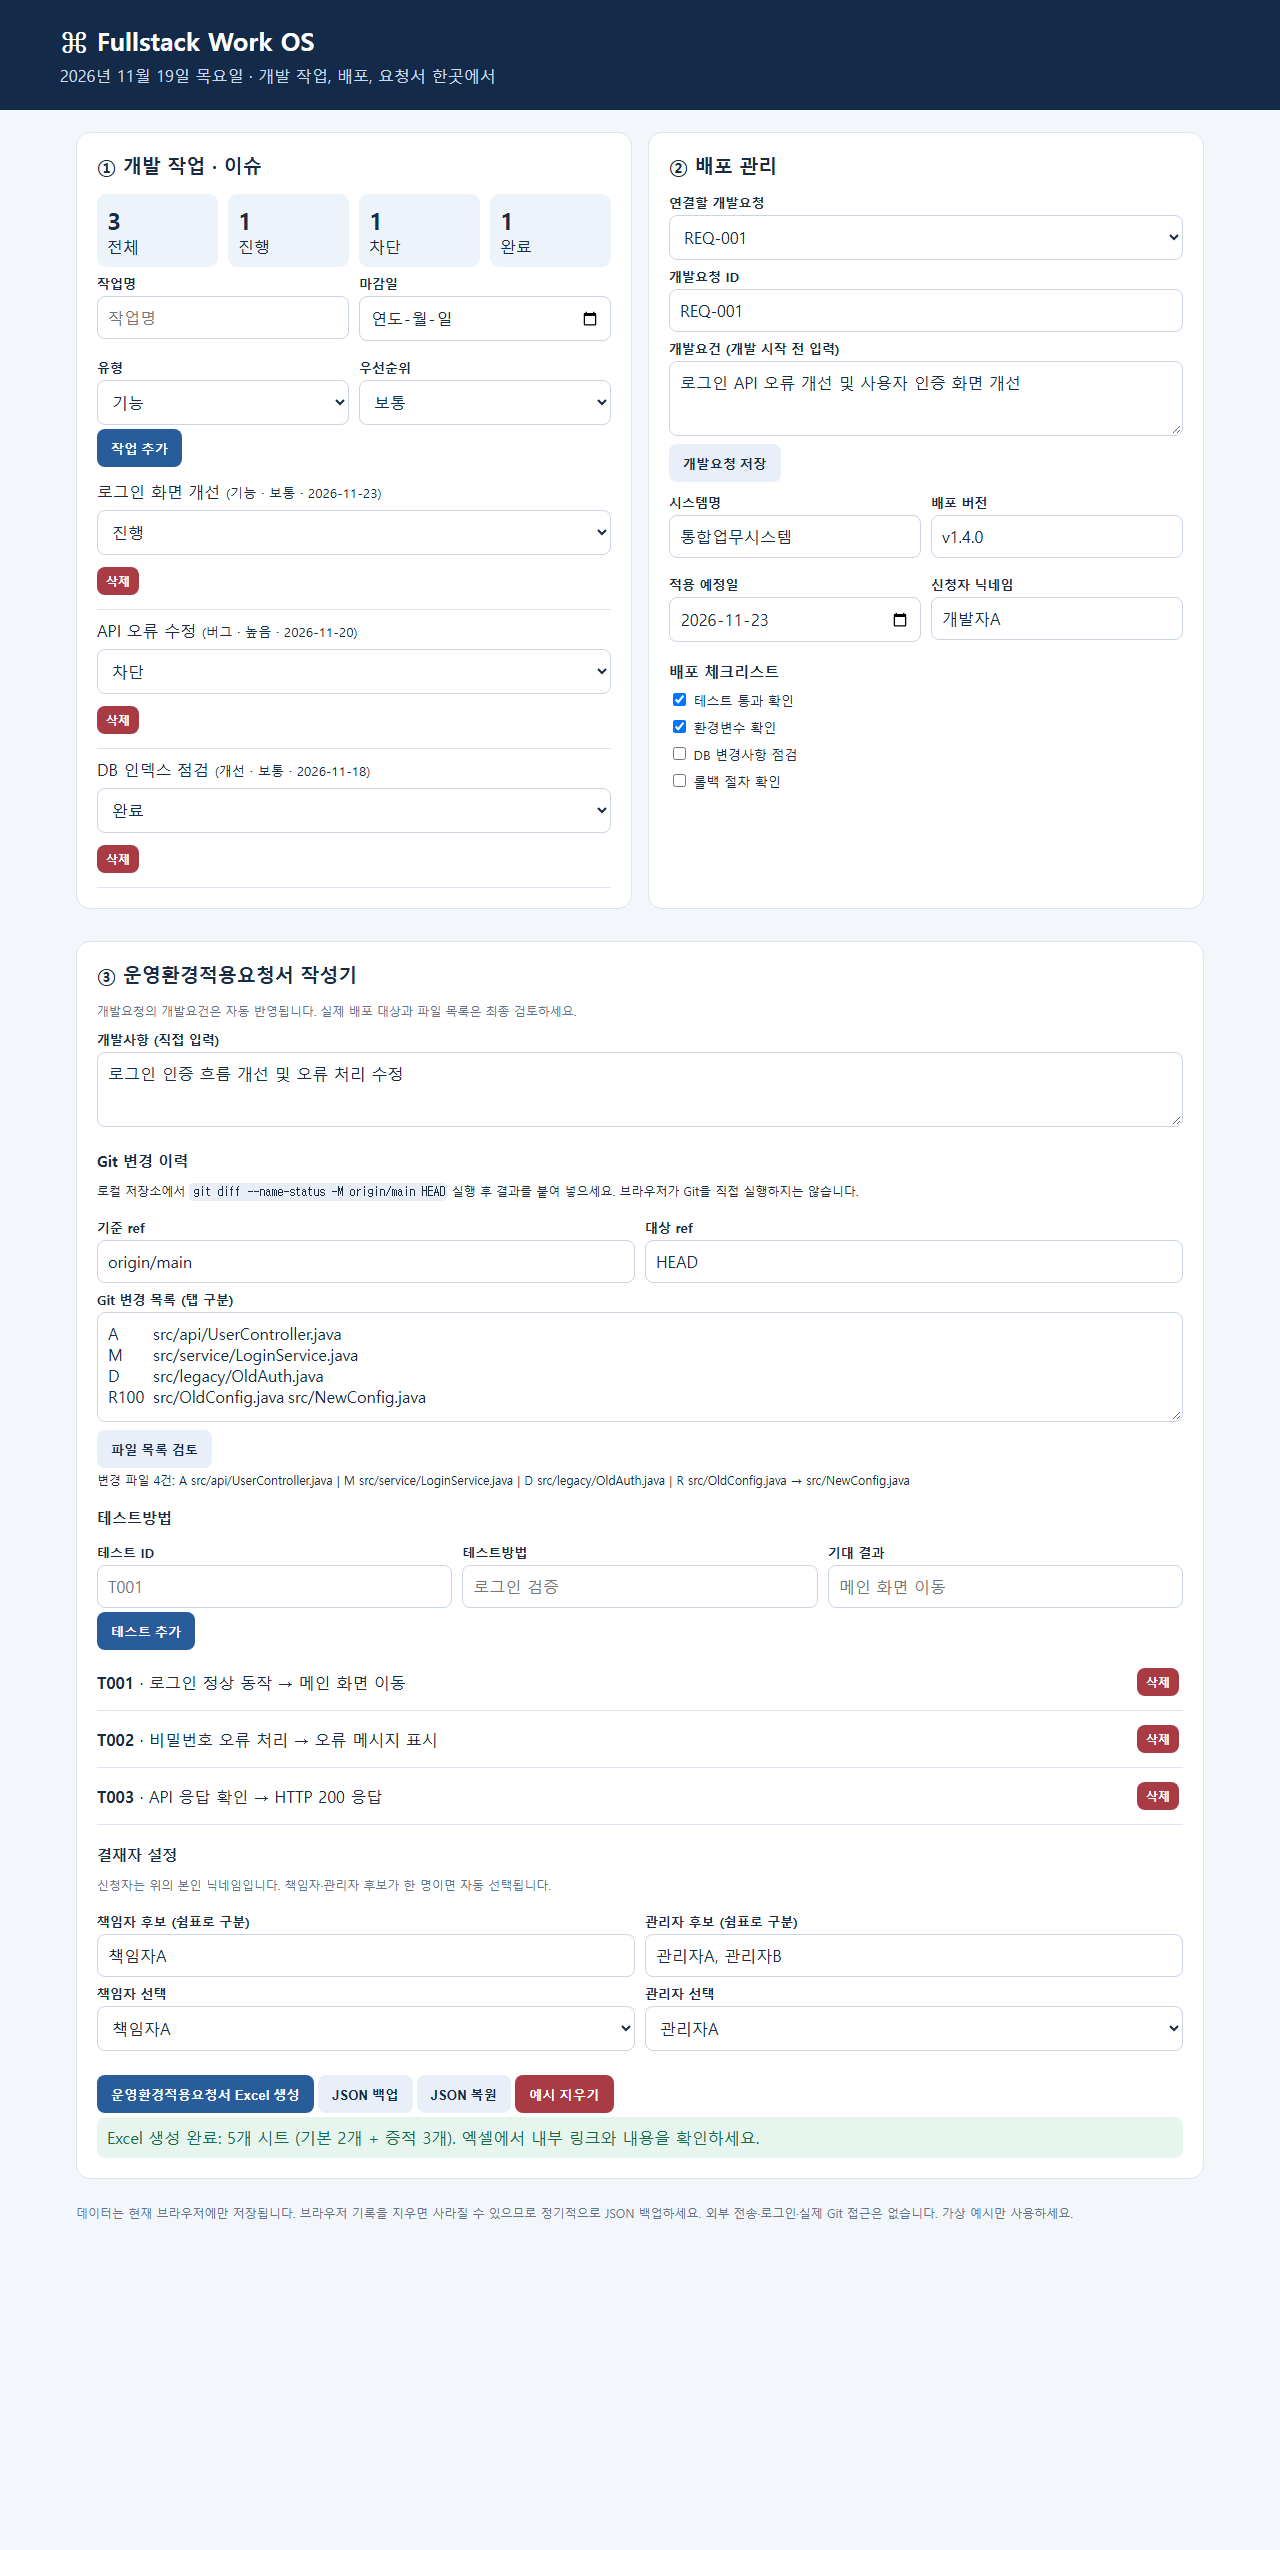 ⌘ Fullstack Work OS
2026년 11월 19일 목요일 · 개발 작업, 배포, 요청서 한곳에서
① 개발 작업 · 이슈
3
전체
1
진행
1
차단
1
완료
작업명
마감일
작업명
연도-월-일
유형
우선순위
기능
보통
작업 추가
로그인 화면 개선 (기능 · 보통 · 2026-11-23)
진행
삭제
API 오류 수정 (버그 · 높음 · 2026-11-20)
차단
삭제
DB 인덱스 점검 (개선 · 보통 · 2026-11-18)
완료
삭제
② 배포 관리
연결할 개발요청
REQ-001
개발요청 ID
REQ-001
개발요건 (개발 시작 전 입력)
로그인 API 오류 개선 및 사용자 인증 화면 개선
개발요청 저장
시스템명
배포 버전
통합업무시스템
v1.4.0
적용 예정일
신청자 닉네임
2026-11-23
개발자A
배포 체크리스트
테스트 통과 확인
환경변수 확인
DB 변경사항 점검
롤백 절차 확인
③ 운영환경적용요청서 작성기
개발요청의 개발요건은 자동 반영됩니다. 실제 배포 대상과 파일 목록은 최종 검토하세요.
개발사항 (직접 입력)
로그인 인증 흐름 개선 및 오류 처리 수정
Git 변경 이력
로컬 저장소에서 git diff --name-status -M origin/main HEAD 실행 후 결과를 붙여 넣으세요. 브라우저가 Git을 직접 실행하지는 않습니다.
기준 ref
대상 ref
origin/main
HEAD
Git 변경 목록 (탭 구분)
A src/api/UserController.java
M src/service/LoginService.java
D src/legacy/OldAuth.java
R100 src/OldConfig.java src/NewConfig.java
파일 목록 검토
변경 파일 4건: A src/api/UserController.java | M src/service/LoginService.java | D src/legacy/OldAuth.java | R src/OldConfig.java → src/NewConfig.java
테스트방법
테스트 ID
테스트방법
기대 결과
T001
로그인 검증
메인 화면 이동
테스트 추가
T001 · 로그인 정상 동작 → 메인 화면 이동
삭제
T002 · 비밀번호 오류 처리 → 오류 메시지 표시
삭제
T003 · API 응답 확인 → HTTP 200 응답
삭제
결재자 설정
신청자는 위의 본인 닉네임입니다. 책임자·관리자 후보가 한 명이면 자동 선택됩니다.
책임자 후보 (쉼표로 구분)
관리자 후보 (쉼표로 구분)
책임자A
관리자A, 관리자B
책임자 선택
관리자 선택
책임자A
관리자A
운영환경적용요청서 Excel 생성
JSON 백업
JSON 복원
예시 지우기
Excel 생성 완료: 5개 시트 (기본 2개 + 증적 3개). 엑셀에서 내부 링크와 내용을 확인하세요.
데이터는 현재 브라우저에만 저장됩니다. 브라우저 기록을 지우면 사라질 수 있으므로 정기적으로 JSON 백업하세요. 외부 전송·로그인·실제 Git 접근은 없습니다. 가상 예시만 사용하세요.